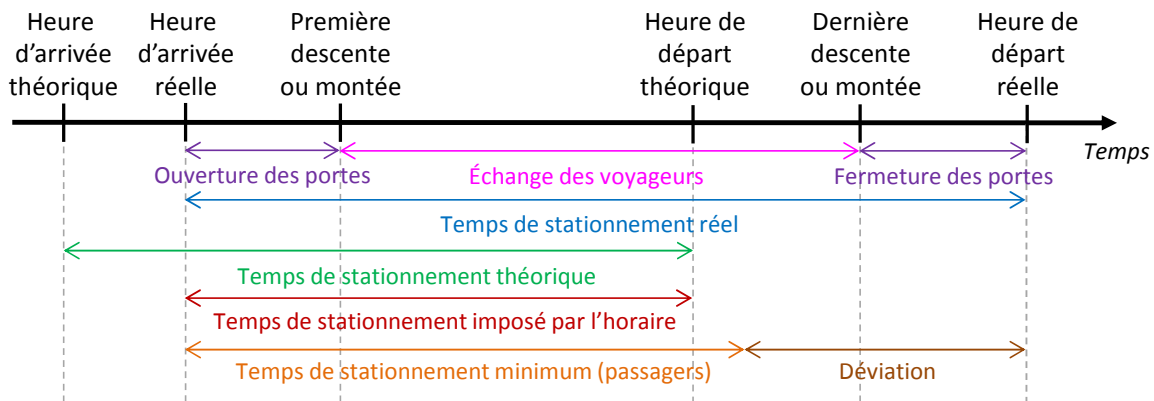 Heure d'arrivée théorique
Heure d'arrivée réelle
Première descente ou montée
Heure de départ théorique
Dernière descente ou montée
Heure de départ réelle
Temps
Ouverture des portes
Échange des voyageurs
Fermeture des portes
Temps de stationnement réel
Temps de stationnement théorique
Temps de stationnement imposé par l'horaire
Temps de stationnement minimum (passagers)
Déviation